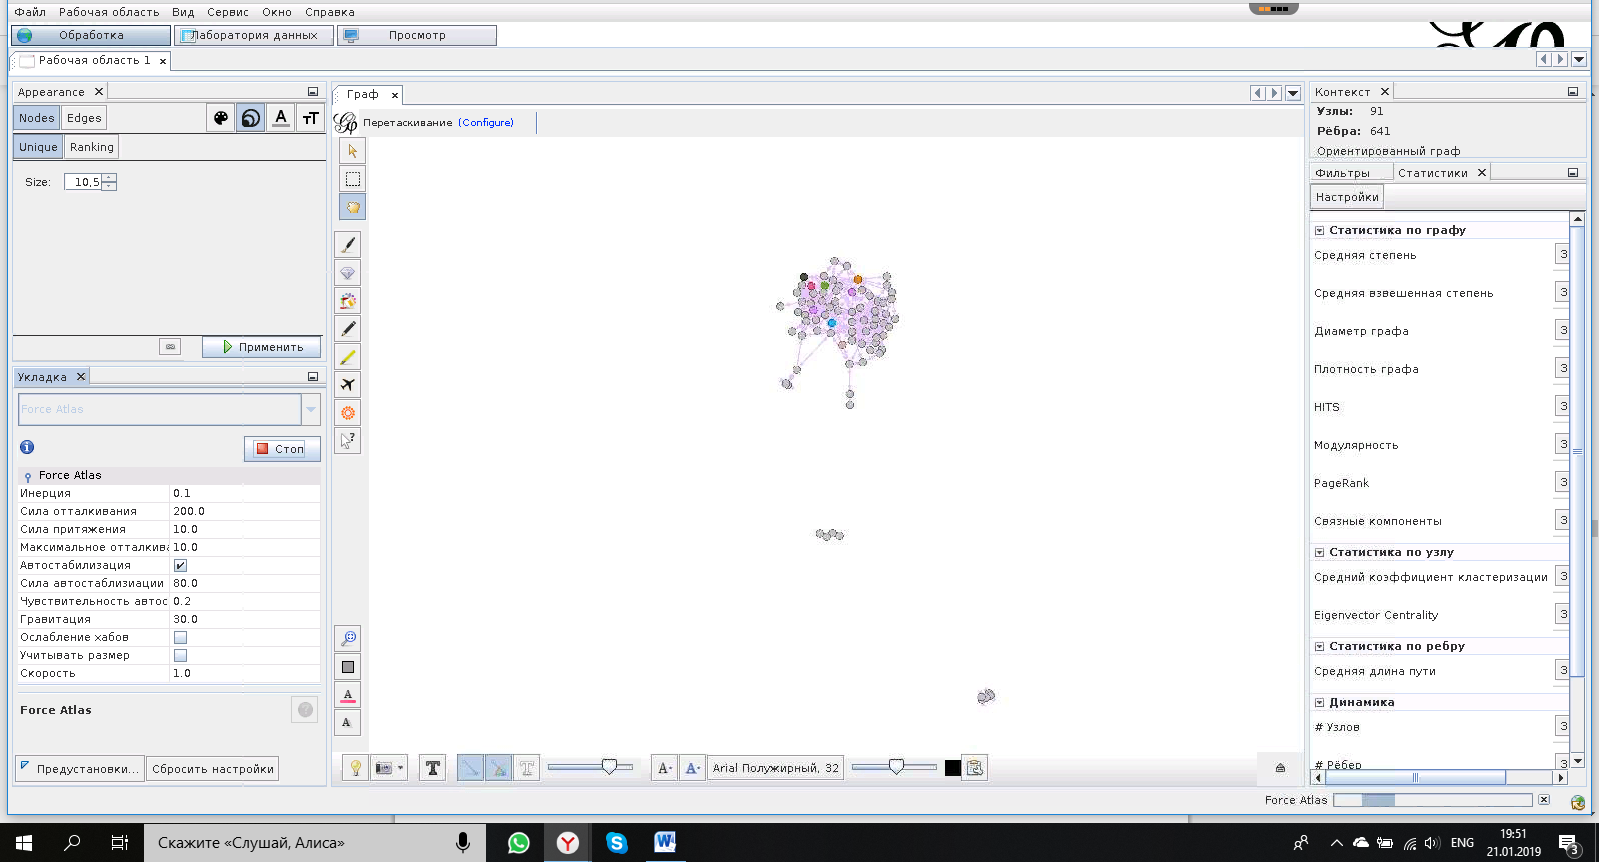 Файл Рабочая область Вид Сервис Окно Справка
Обработка Лаборатория данных Просмотр
Рабочая область 1
Appearance
Nodes Edges
A тT
Unique Ranking
Size: 10,5
Применить
Укладка
Force Atlas
Стоп
Force Atlas
Инерция 0.1
Сила отталкивания 200.0
Сила притяжения 10.0
Максимальное отталкива 10.0
Автостабилизация
Сила автостаблизиации 80.0
Чувствительность автос 0.2
Гравитация 30.0
Ослабление хабов
Учитывать размер
Скорость 1.0
Force Atlas
Предустановки... Сбросить настройки
Граф
Перетаскивание (Configure)
A
A
T T A- A- Arial Полужирный, 32
Контекст
Узлы: 91
Рёбра: 641
Ориентированный граф
Фильтры Статистики
Настройки
Статистика по графу
Средняя степень З
Средняя взвешенная степень З
Диаметр графа З
Плотность графа З
HITS З
Модулярность З
PageRank З
Связные компоненты З
Статистика по узлу
Средний коэффициент кластеризации З
Eigenvector Centrality З
Статистика по ребру
Средняя длина пути З
Динамика
# Узлов З
# Рёбер З
Force Atlas
Скажите «Слушай, Алиса»
ENG
19:51
21.01.2019
3